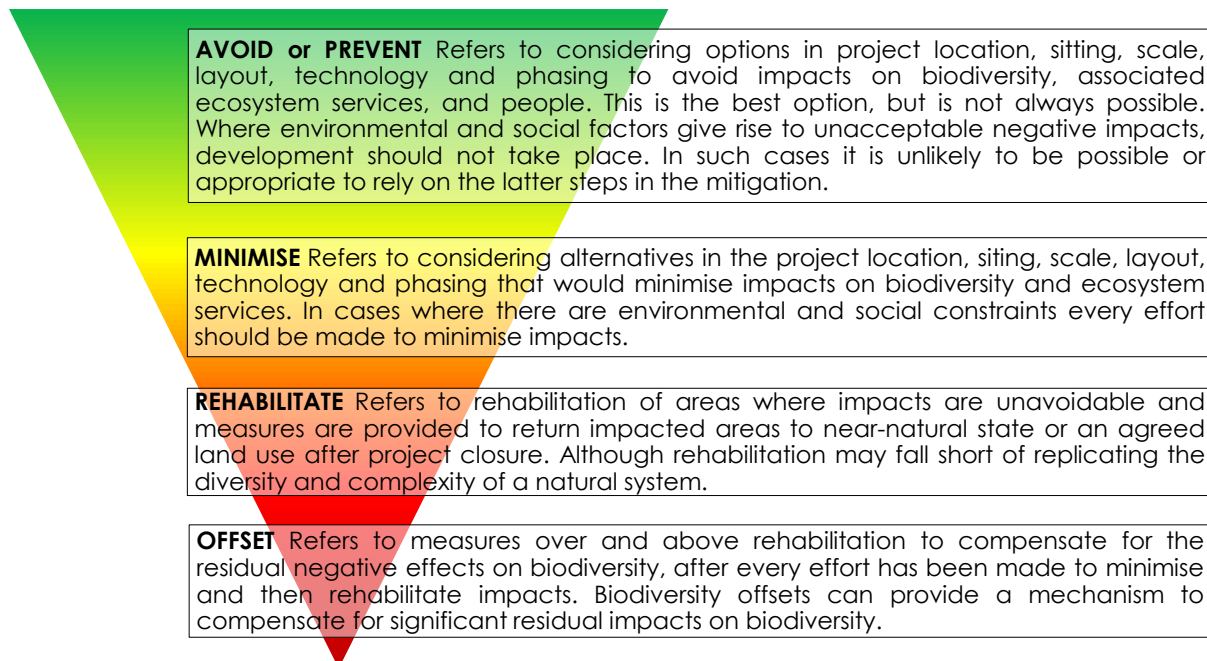 AVOID or PREVENT Refers to considering options in project location, sitting, scale,
layout, technology and phasing to avoid impacts on biodiversity, associated
ecosystem services, and people. This is the best option, but is not always possible.
Where environmental and social factors give rise to unacceptable negative impacts,
development should not take place. In such cases it is unlikely to be possible or
appropriate to rely on the latter steps in the mitigation.
MINIMISE Refers to considering alternatives in the project location, siting, scale, layout,
technology and phasing that would minimise impacts on biodiversity and ecosystem
services. In cases where there are environmental and social constraints every effort
should be made to minimise impacts.
REHABILITATE Refers to rehabilitation of areas where impacts are unavoidable and
measures are provided to return impacted areas to near-natural state or an agreed
land use after project closure. Although rehabilitation may fall short of replicating the
diversity and complexity of a natural system.
OFFSET Refers to measures over and above rehabilitation to compensate for the
residual negative effects on biodiversity, after every effort has been made to minimise
and then rehabilitate impacts. Biodiversity offsets can provide a mechanism to
compensate for significant residual impacts on biodiversity.